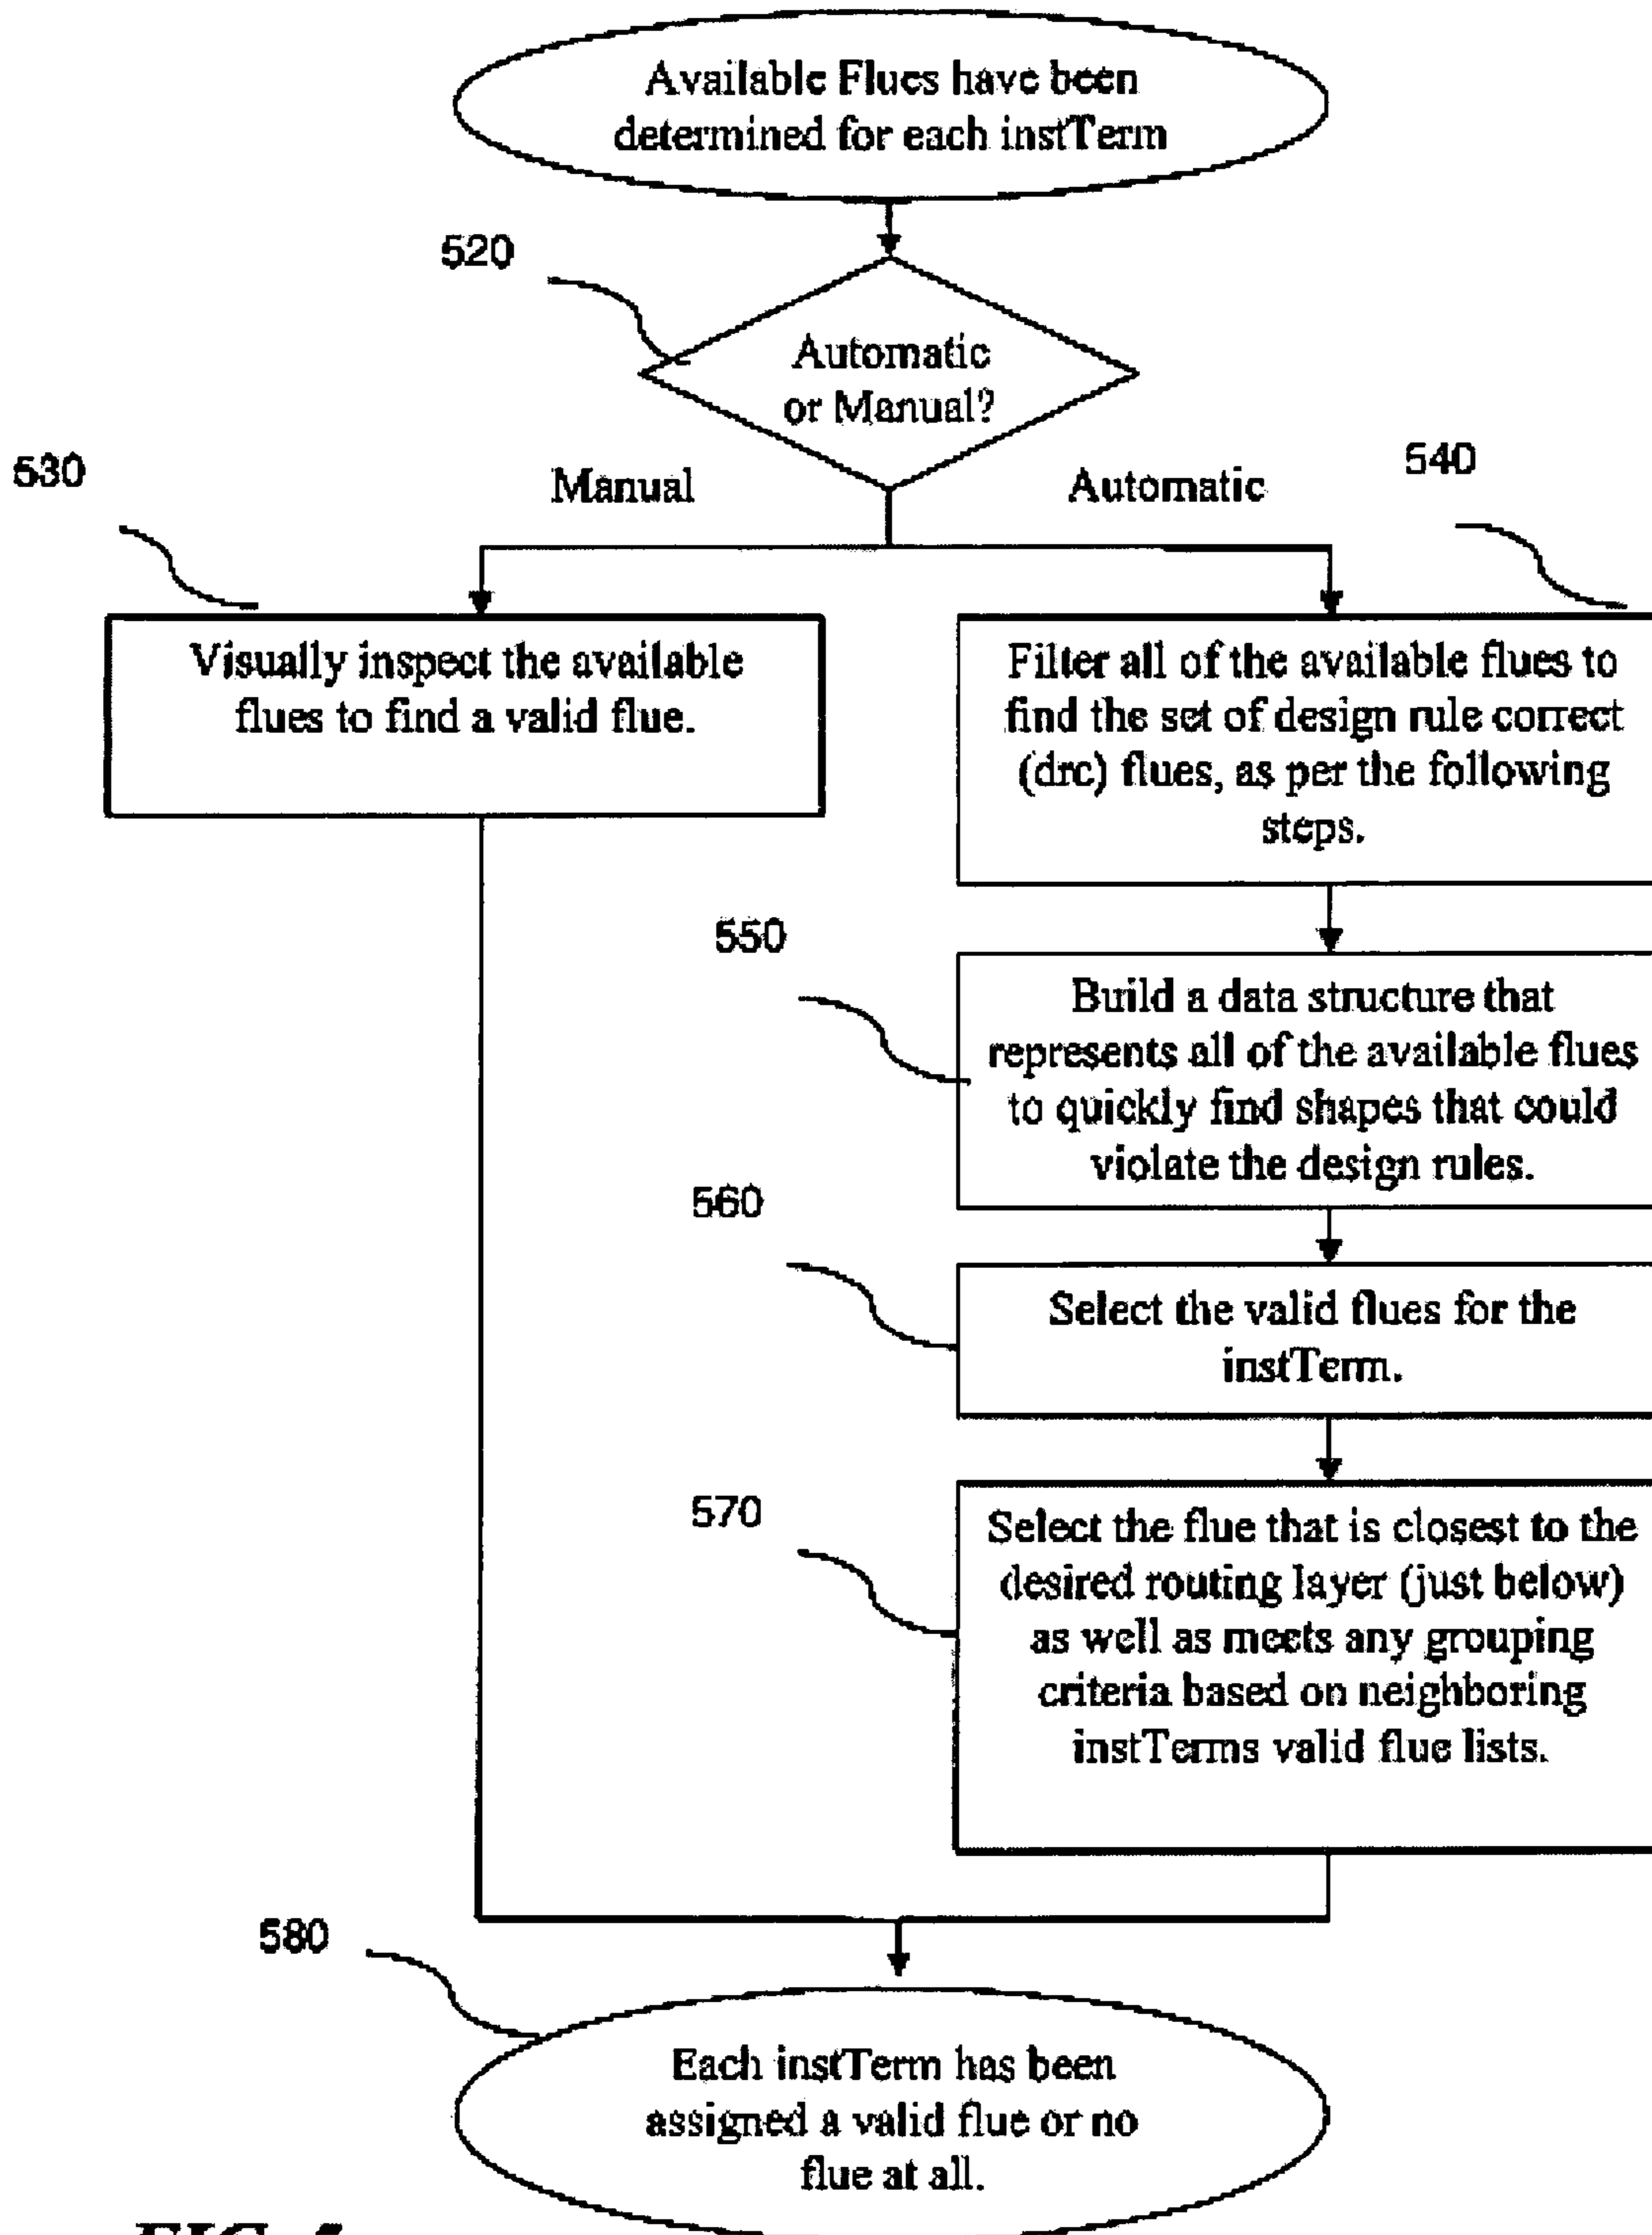 Available Flues have been
determined for each instTerm
520
Automatic
or Manual?
530
Manual
Automatic
540
Visually inspect the available
flues to find a valid flue.
Filter all of the available flues to
find the set of design rule correct
(drc) flues, as per the following
steps.
550
Build a data structure that
represents all of the available flues
to quickly find shapes that could
violate the design rules.
560
Select the valid flues for the
instTerm.
570
Select the flue that is closest to the
desired routing layer (just below)
as well as meets any grouping
criteria based on neighboring
instTerms valid flue lists.
580
Each instTerm has been
assigned a valid flue or no
flue at all.